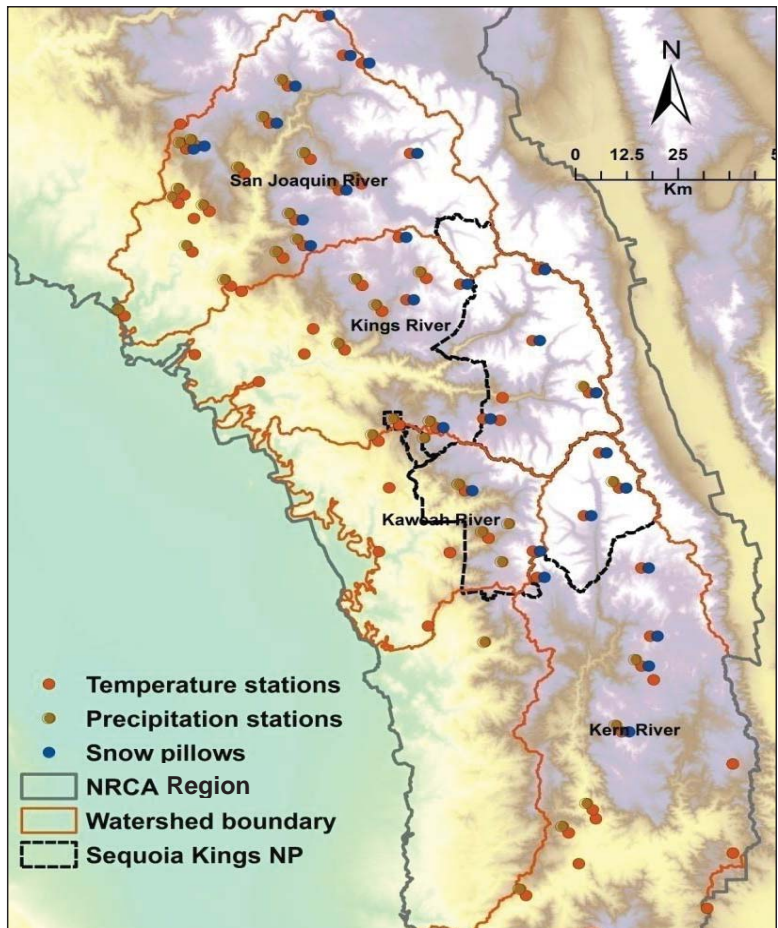 N
0 12.5 25 5
Km
San Joaquin River
Kings River
Kaweah River
Kern River
Temperature stations
Precipitation stations
Snow pillows
NRCA Region
Watershed boundary
Sequoia Kings NP